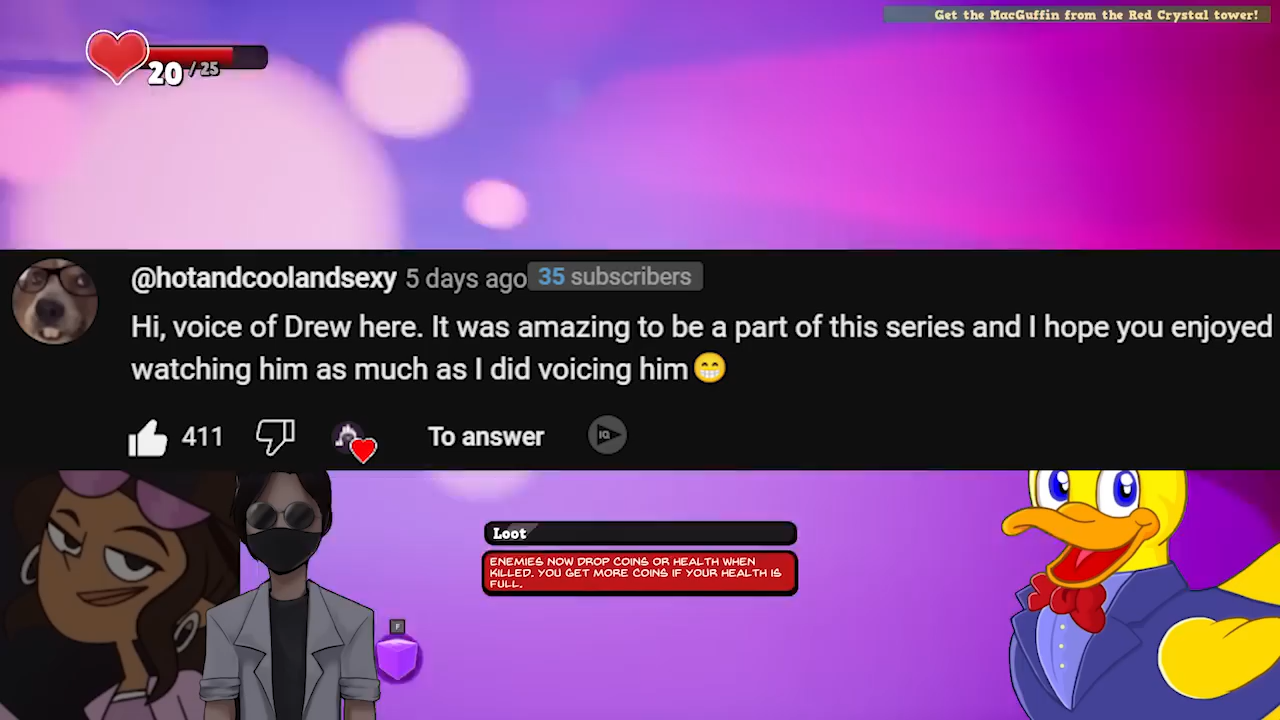 Get the MacGuffin from the Red Crystal tower!
20 / 25
@hotandcoolandsexy 5 days ago 35 subscribers
Hi, voice of Drew here. It was amazing to be a part of this series and I hope you enjoyed
watching him as much as I did voicing him😁
411 To answer IQ
Loot
ENEMIES NOW DROP COINS OR HEALTH WHEN
KILLED. YOU GET MORE COINS IF YOUR HEALTH IS
FULL.
F